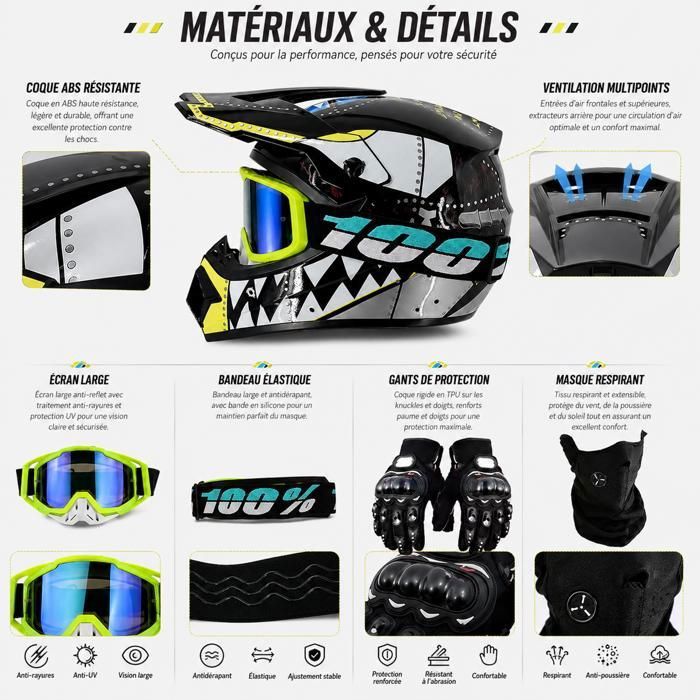 MATÉRIAUX & DÉTAILS
Conçus pour la performance, pensés pour votre sécurité
COQUE ABS RÉSISTANTE
Coque en ABS haute résistance,
légère et durable, offrant une
excellente protection contre
les chocs.
VENTILATION MULTIPOINTS
Entrées d'air frontales et supérieures,
extracteurs arrière pour une circulation d'air
optimale et un confort maximal.
100%
ÉCRAN LARGE
Écran large anti-reflet avec
traitement anti-rayures et
protection UV pour une vision
claire et sécurisée.
BANDEAU ÉLASTIQUE
Bandeau large et antidérapant,
avec bande en silicone pour un
maintien parfait du masque.
GANTS DE PROTECTION
Coque rigide en TPU sur les
knuckles et doigts, renforts
paume et doigts pour une
protection maximale.
MASQUE RESPIRANT
Tissu respirant et extensible,
protège du vent, de la poussière
et du soleil tout en assurant un
excellent confort.
100%
Anti-rayures
Anti-UV
Vision large
Antidérapant
Élastique
Ajustement stable
Protection
renforcée
Résistant
à l'abrasion
Confortable
Respirant
Anti-poussière
Confortable